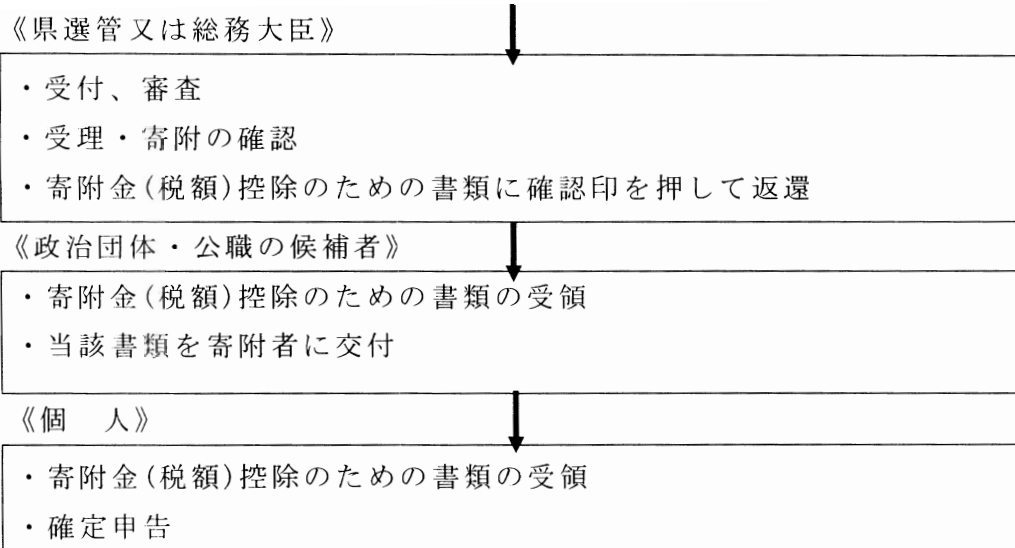 《県選管又は総務大臣》
・受付、審査
・受理・寄附の確認
・寄附金(税額)控除のための書類に確認印を押して返還
《政治団体・公職の候補者》
・寄附金(税額)控除のための書類の受領
・当該書類を寄附者に交付
《個　人》
・寄附金(税額)控除のための書類の受領
・確定申告